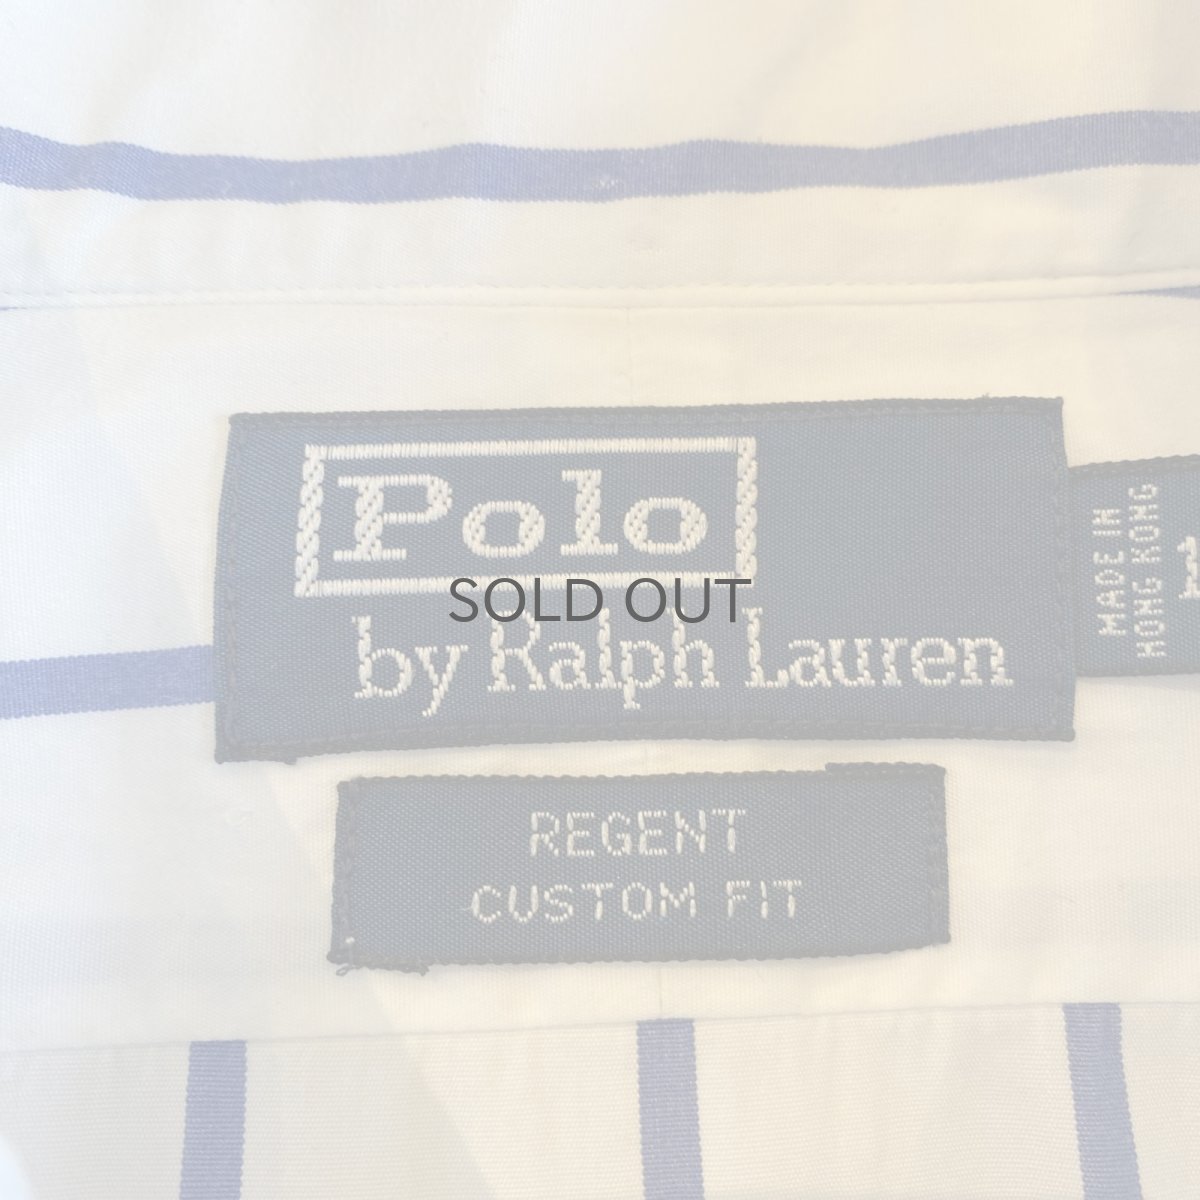 Polo
by Ralph Lauren
SOLD OUT
MADE IN
HONG KONG
REGENT
CUSTOM FIT